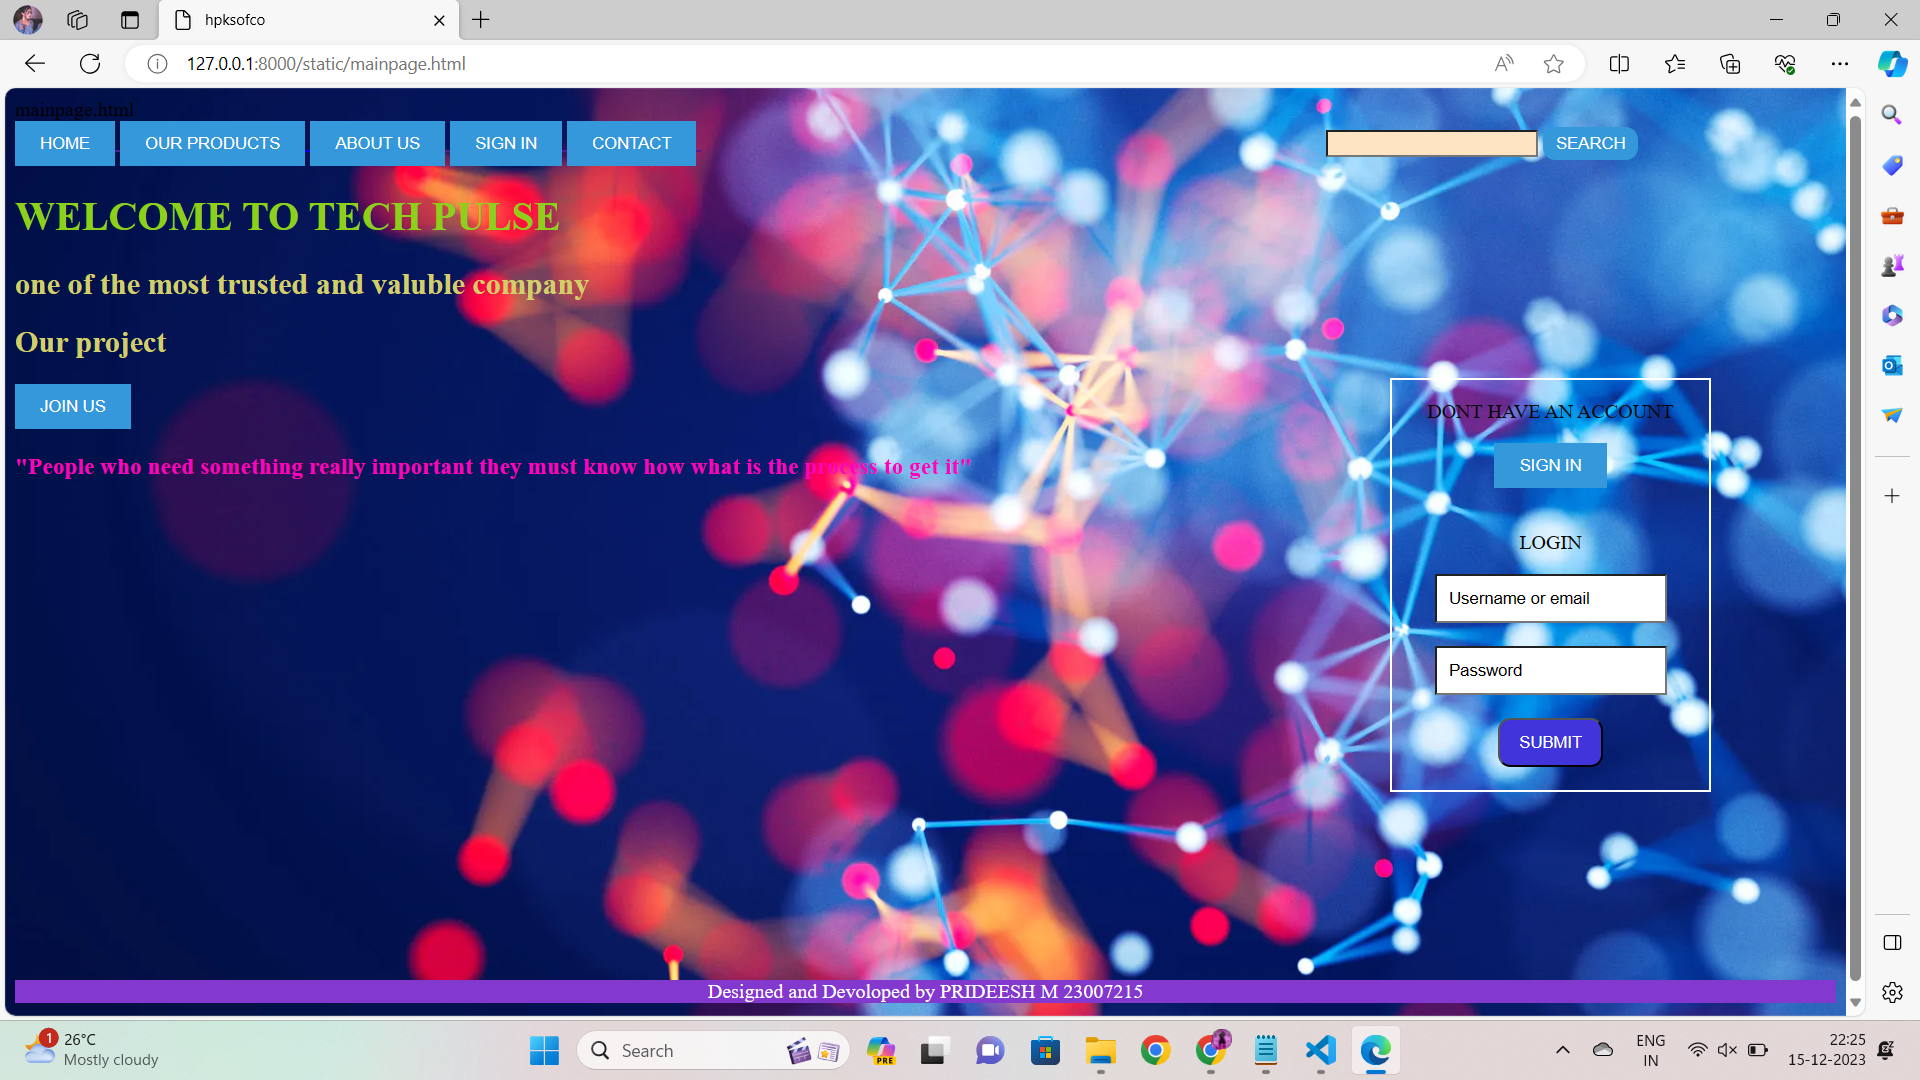 hpksofco
127.0.0.1:8000/static/mainpage.html
mainpage.html
HOME OUR PRODUCTS ABOUT US SIGN IN CONTACT SEARCH
WELCOME TO TECH PULSE
one of the most trusted and valuble company
Our project
JOIN US
"People who need something really important they must know how what is the process to get it"
DONT HAVE AN ACCOUNT
SIGN IN
LOGIN
Username or email
Password
SUBMIT
Designed and Devoloped by PRIDEESH M 23007215
1
26°C
Mostly cloudy
Search
PRE
ENG
IN
22:25
15-12-2023